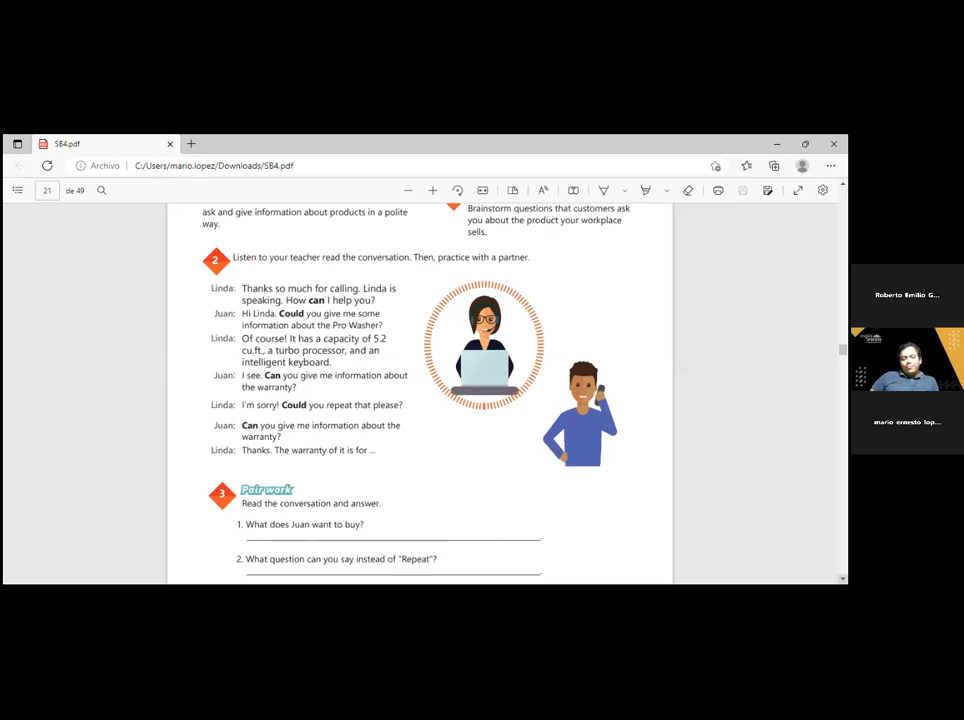 SB4.pdf
Archivo
C:/Users/mario.lopez/Downloads/SB4.pdf
21
de 49
ask and give information about products in a polite
way.
Brainstorm questions that customers ask
you about the product your workplace
sells.
2
Listen to your teacher read the conversation. Then, practice with a partner.
Linda: Thanks so much for calling. Linda is
speaking. How can I help you?
Juan: Hi Linda. Could you give me some
information about the Pro Washer?
Linda: Of course! It has a capacity of 5.2
cu.ft., a turbo processor, and an
intelligent keyboard.
Juan: I see. Can you give me information about
the warranty?
Linda: I'm sorry! Could you repeat that please?
Juan: Can you give me information about the
warranty?
Linda: Thanks. The warranty of it is for ...
3
Pair work
Read the conversation and answer.
1. What does Juan want to buy?
2. What question can you say instead of "Repeat"?
Roberto Emilio G...
mario ernesto lop...